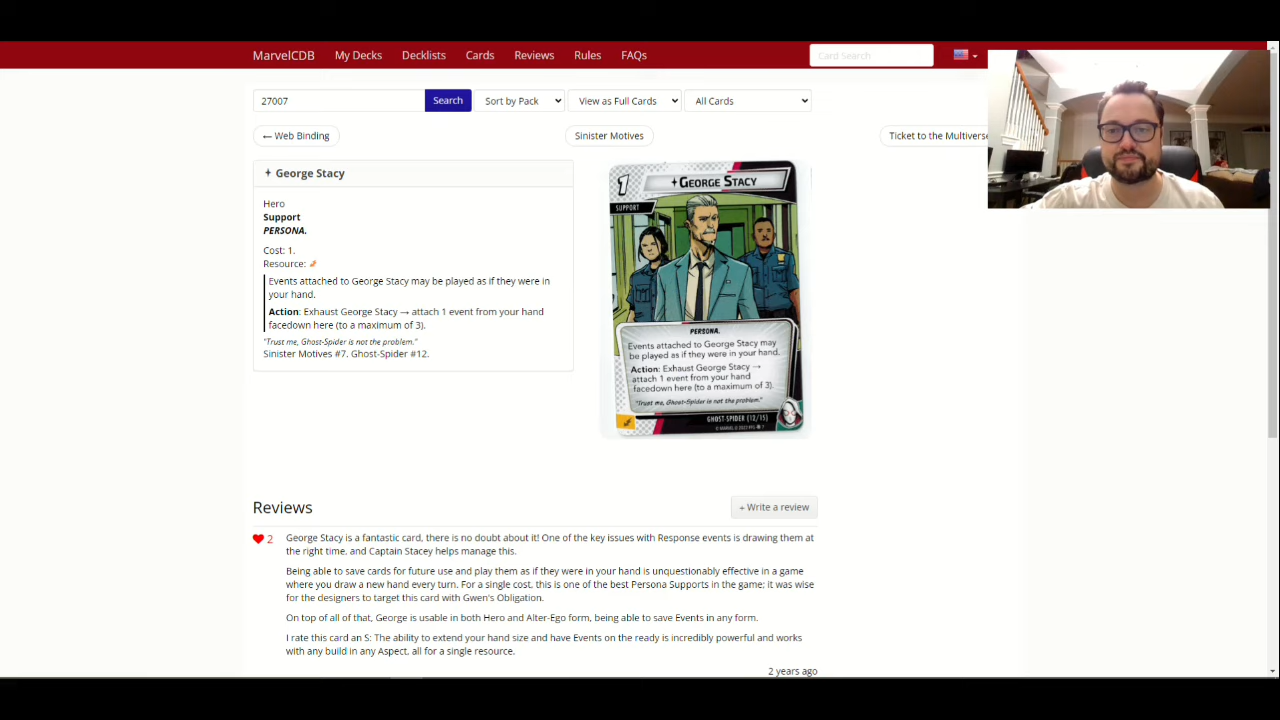 MarvelCDB My Decks Decklists Cards Reviews Rules FAQs Card Search
27007 Search Sort by Pack View as Full Cards All Cards
← Web Binding Sinister Motives Ticket to the Multiverse
George Stacy
Hero
Support
PERSONA.
Cost: 1.
Resource:
Events attached to George Stacy may be played as if they were in
your hand.
Action: Exhaust George Stacy → attach 1 event from your hand
facedown here (to a maximum of 3).
"Trust me, Ghost-Spider is not the problem."
Sinister Motives #7. Ghost-Spider #12.
1
GEORGE STACY
SUPPORT
PERSONA.
Events attached to George Stacy may
be played as if they were in your hand.
Action: Exhaust George Stacy →
attach 1 event from your hand
facedown here (to a maximum of 3).
"Trust me, Ghost-Spider is not the problem."
GHOST-SPIDER (12/15)
Reviews + Write a review
2
George Stacy is a fantastic card, there is no doubt about it! One of the key issues with Response events is drawing them at
the right time, and Captain Stacey helps manage this.
Being able to save cards for future use and play them as if they were in your hand is unquestionably effective in a game
where you draw a new hand every turn. For a single cost, this is one of the best Persona Supports in the game; it was wise
for the designers to target this card with Gwen's Obligation.
On top of all of that, George is usable in both Hero and Alter-Ego form, being able to save Events in any form.
I rate this card an S: The ability to extend your hand size and have Events on the ready is incredibly powerful and works
with any build in any Aspect, all for a single resource.
2 years ago